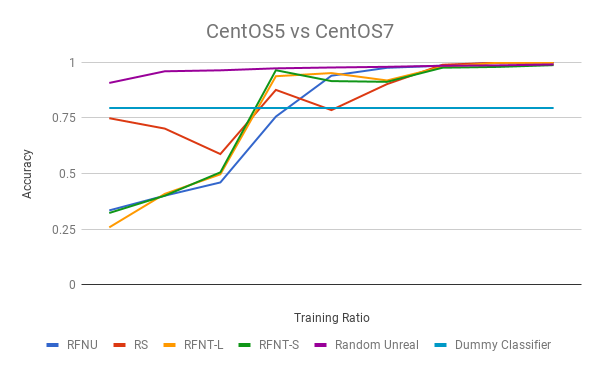 CentOS5 vs CentOS7
1
0.75
0.5
0.25
0
Accuracy
Training Ratio
RFNU RS RFNT-L RFNT-S Random Unreal Dummy Classifier